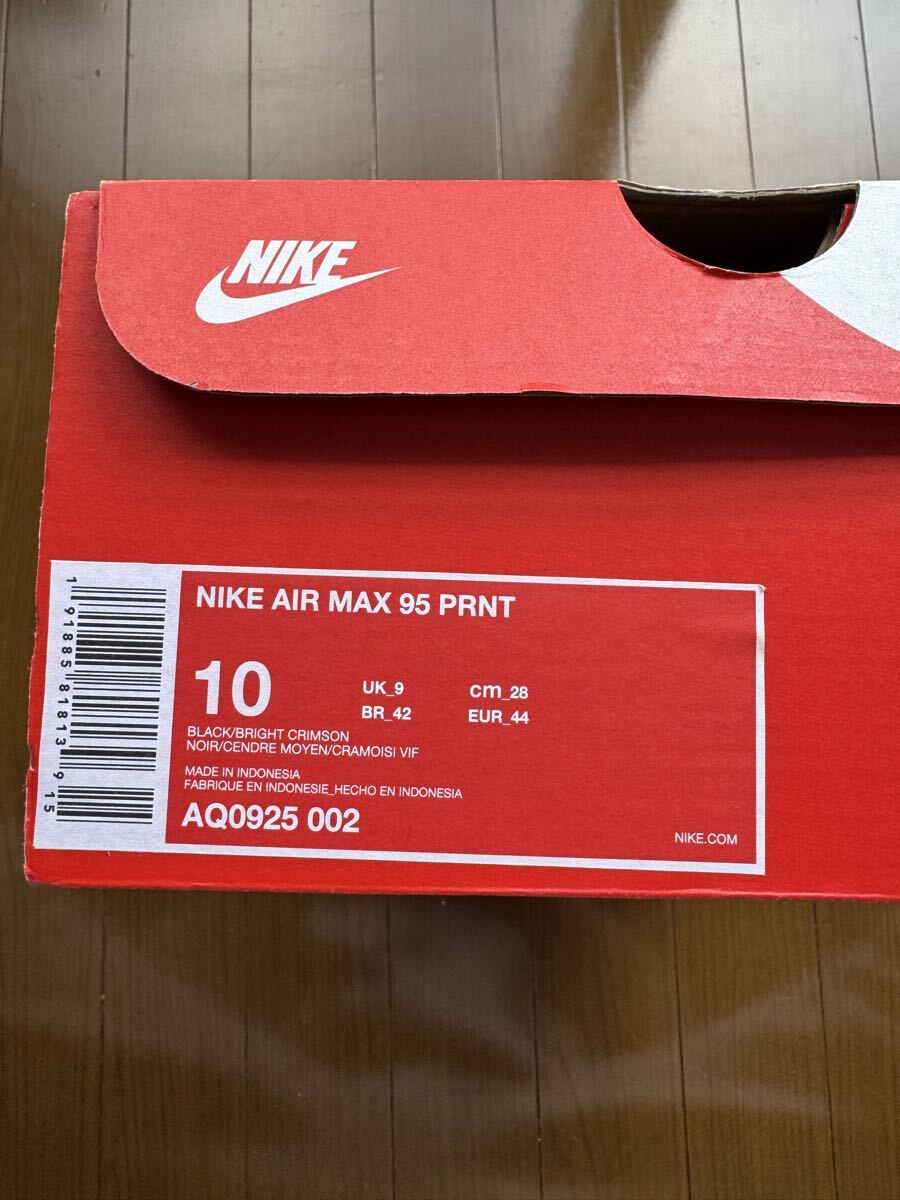 NIKE
NIKE AIR MAX 95 PRNT
10
UK_9 cm_28
BR_42 EUR_44
BLACK/BRIGHT CRIMSON
NOIR/CENDRE MOYEN/CRAMOISI VIF
MADE IN INDONESIA
FABRIQUE EN INDONESIE_HECHO EN INDONESIA
AQ0925 002
NIKE.COM
1 91885 81813 9 15